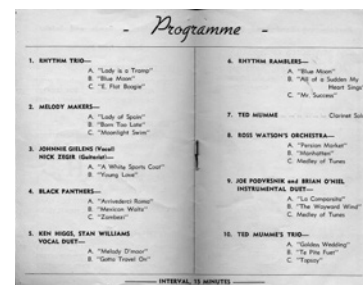 - Programme -
1. RHYTHM TRIO—
A. "Lady is a Tramp"
B. "Blue Moon"
C. "E. Flat Boogie"
2. MELODY MAKERS—
A. "Lady of Spain"
B. "Born Too Late"
C. "Moonlight Swim"
3. JOHNNIE GIELENS (Vocal)
NICK ZEGIR (Guitarist)—
A. "A White Sports Coat"
B. "Young Love"
4. BLACK PANTHERS—
A. "Arrivederci Roma"
B. "Mexican Waltz"
C. "Zambesi"
5. KEN HIGGS, STAN WILLIAMS
VOCAL DUET—
A. "Melody D'moor"
B. "Gotta Travel On"
6. RHYTHM RAMBLERS—
A. "Blue Moon"
B. "All of a Sudden My
Heart Sings"
C. "Mr. Success"
7. TED MUMME Clarinet Solo
8. ROSS WATSON'S ORCHESTRA—
A. "Persian Market"
B. "Manhattan"
C. Medley of Tunes
9. JOE PODVRSNIK and BRIAN O'NIEL
INSTRUMENTAL DUET—
A. "La Comparsita"
B. "The Wayward Wind"
C. Medley of Tunes
10. TED MUMME'S TRIO—
A. "Golden Wedding"
B. "Te Pite Fuet"
C. "Topsy"
INTERVAL, 15 MINUTES